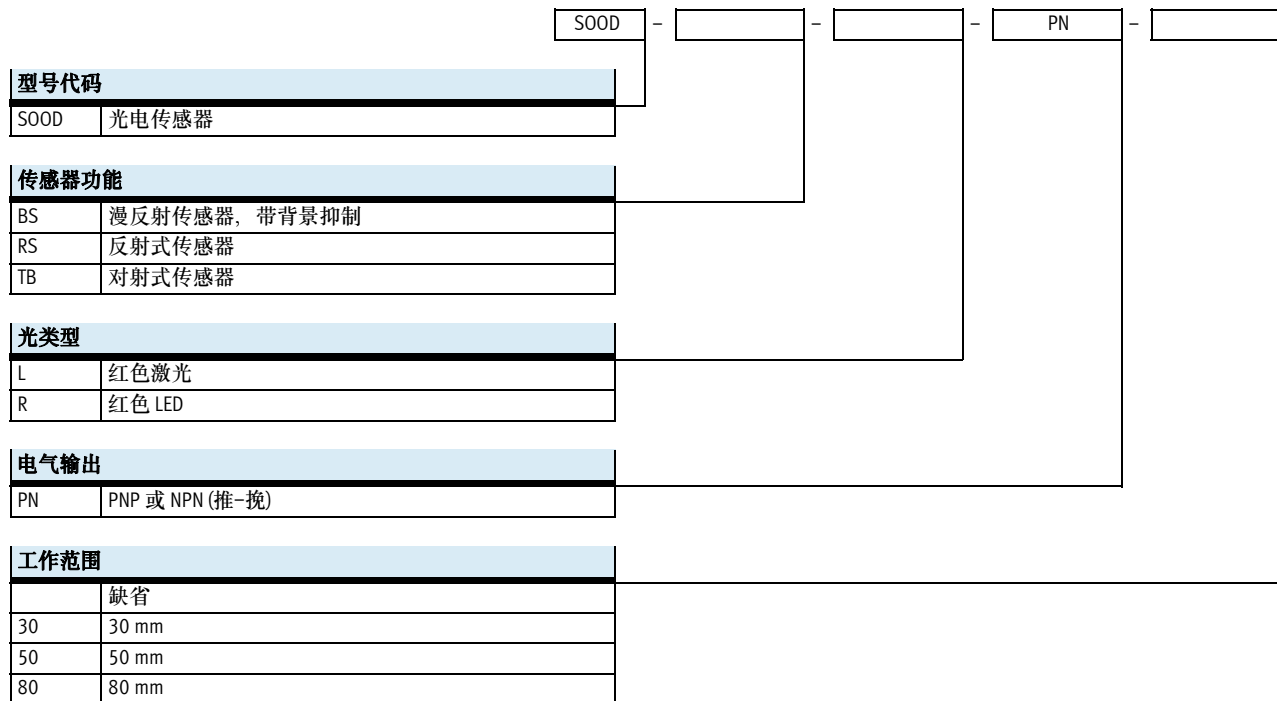 SOOD – – – PN –
型号代码
SOOD 光电传感器
传感器功能
BS 漫反射传感器，带背景抑制
RS 反射式传感器
TB 对射式传感器
光类型
L 红色激光
R 红色 LED
电气输出
PN PNP 或 NPN (推–挽)
工作范围
缺省
30 30 mm
50 50 mm
80 80 mm